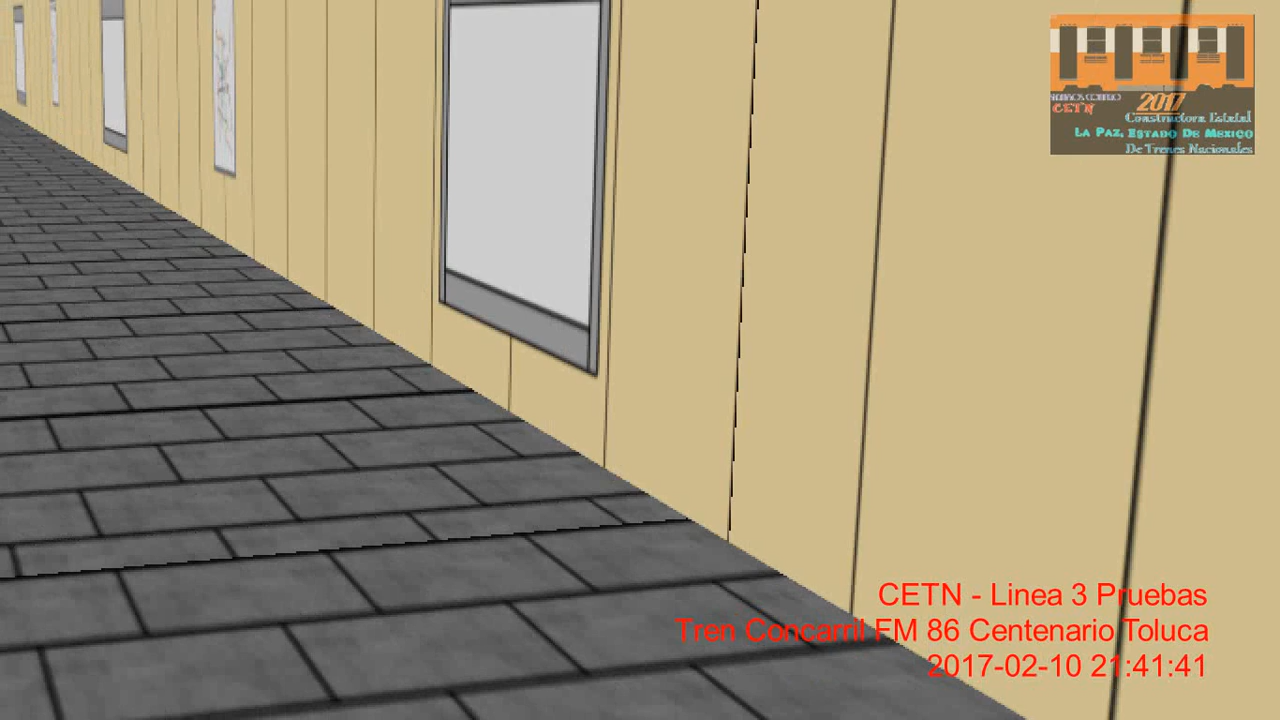 2017
CETN
Constructora Estatal
LA PAZ, ESTADO DE MEXICO
De Trenes Nacionales
CETN - Linea 3 Pruebas
Tren Concarril FM 86 Centenario Toluca
2017-02-10 21:41:41